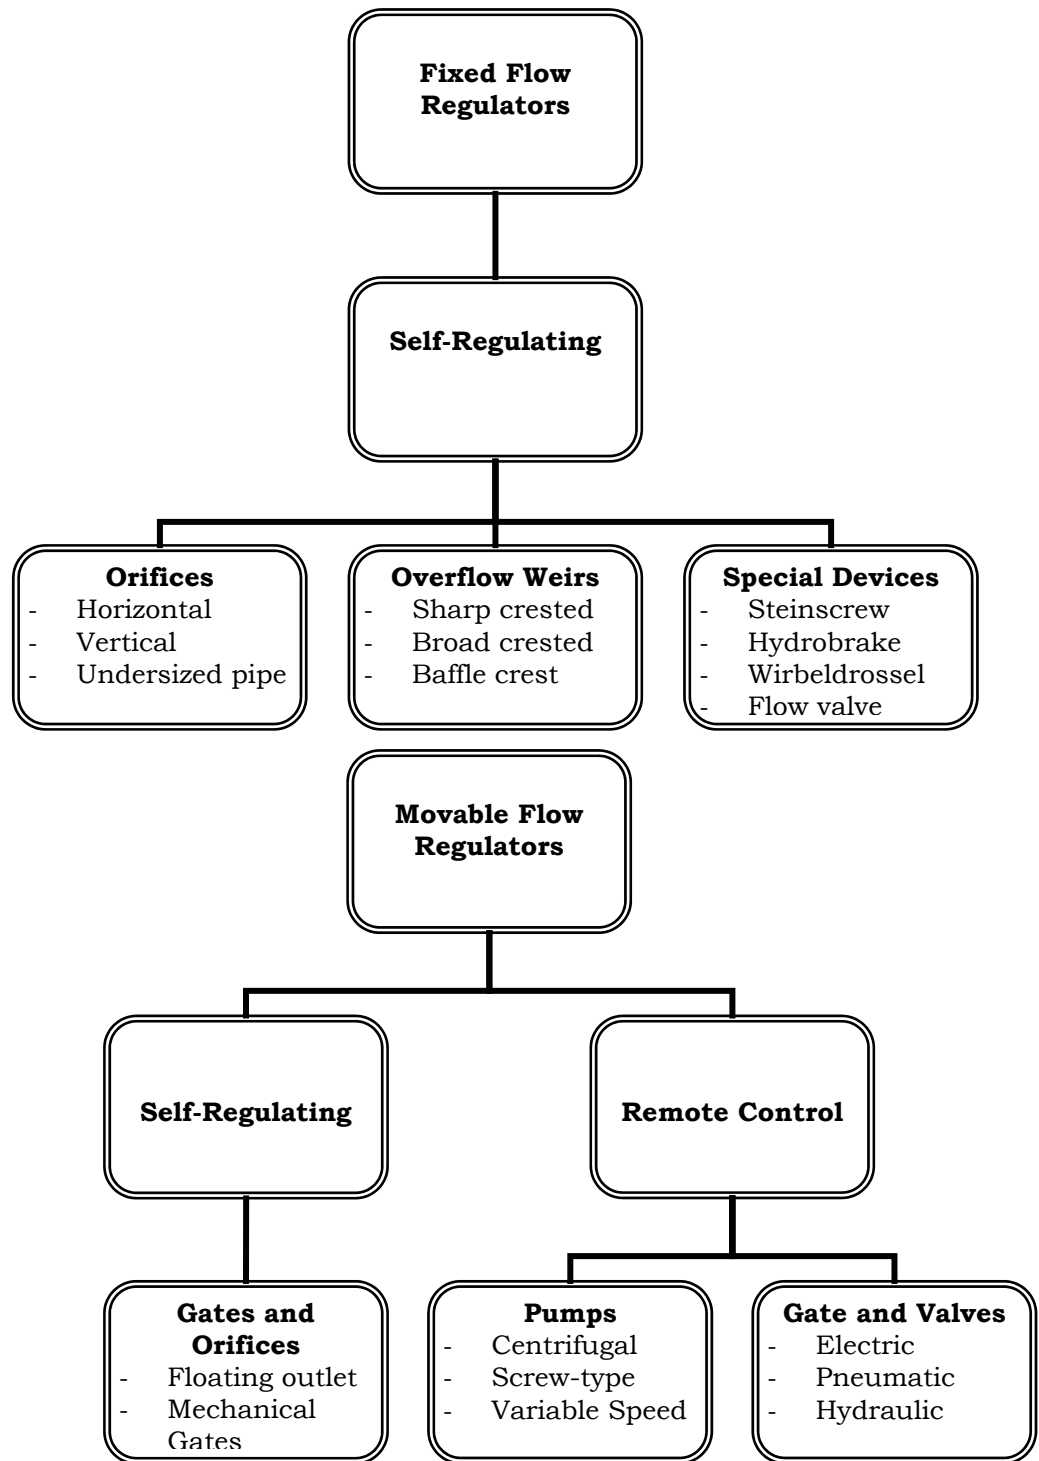 Fixed Flow
Regulators
Self-Regulating
Orifices
- Horizontal
- Vertical
- Undersized pipe
Overflow Weirs
- Sharp crested
- Broad crested
- Baffle crest
Special Devices
- Steinscrew
- Hydrobrake
- Wirbeldrossel
- Flow valve
Movable Flow
Regulators
Self-Regulating
Remote Control
Gates and
Orifices
- Floating outlet
- Mechanical
Gates
Pumps
- Centrifugal
- Screw-type
- Variable Speed
Gate and Valves
- Electric
- Pneumatic
- Hydraulic